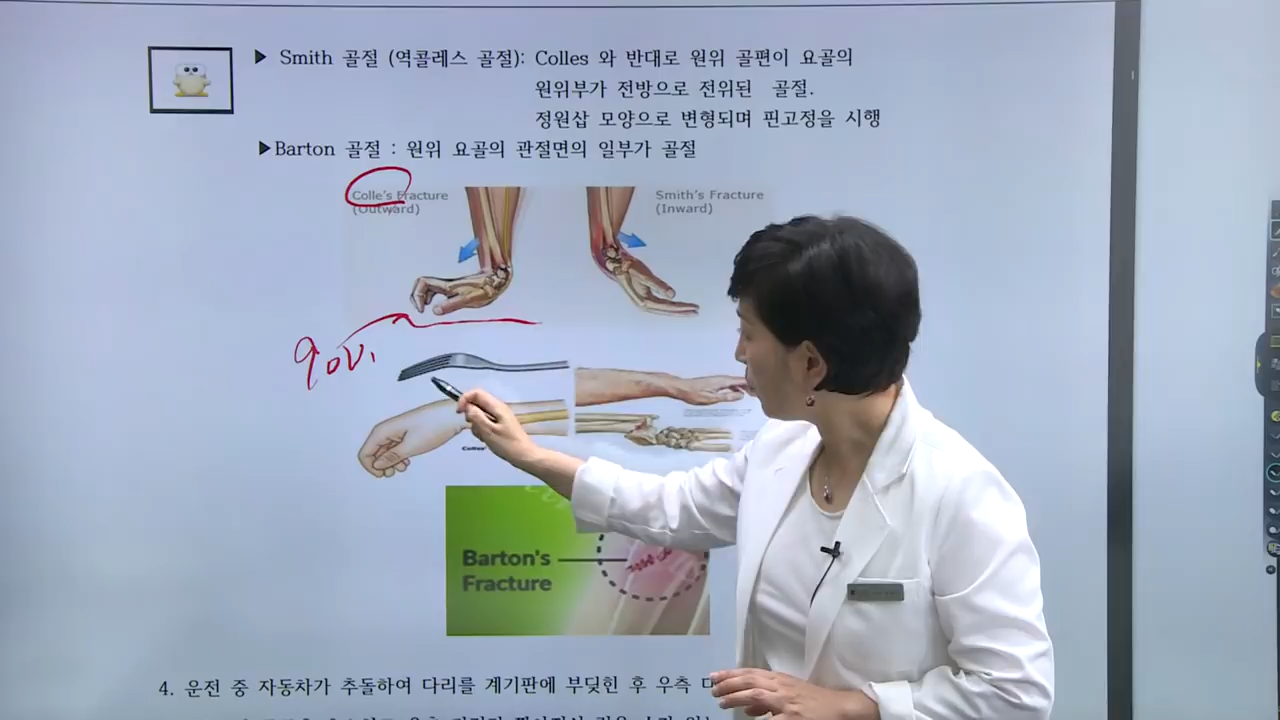 ▶ Smith 골절 (역콜레스 골절): Colles 와 반대로 원위 골편이 요골의
원위부가 전방으로 전위된 골절.
정원삽 모양으로 변형되며 핀고정을 시행
▶Barton 골절 : 원위 요골의 관절면의 일부가 골절
Colle's Fracture
(Outward)
Smith's Fracture
(Inward)
Barton's
Fracture
4. 운전 중 자동차가 추돌하여 다리를 계기판에 부딪힌 후 우측